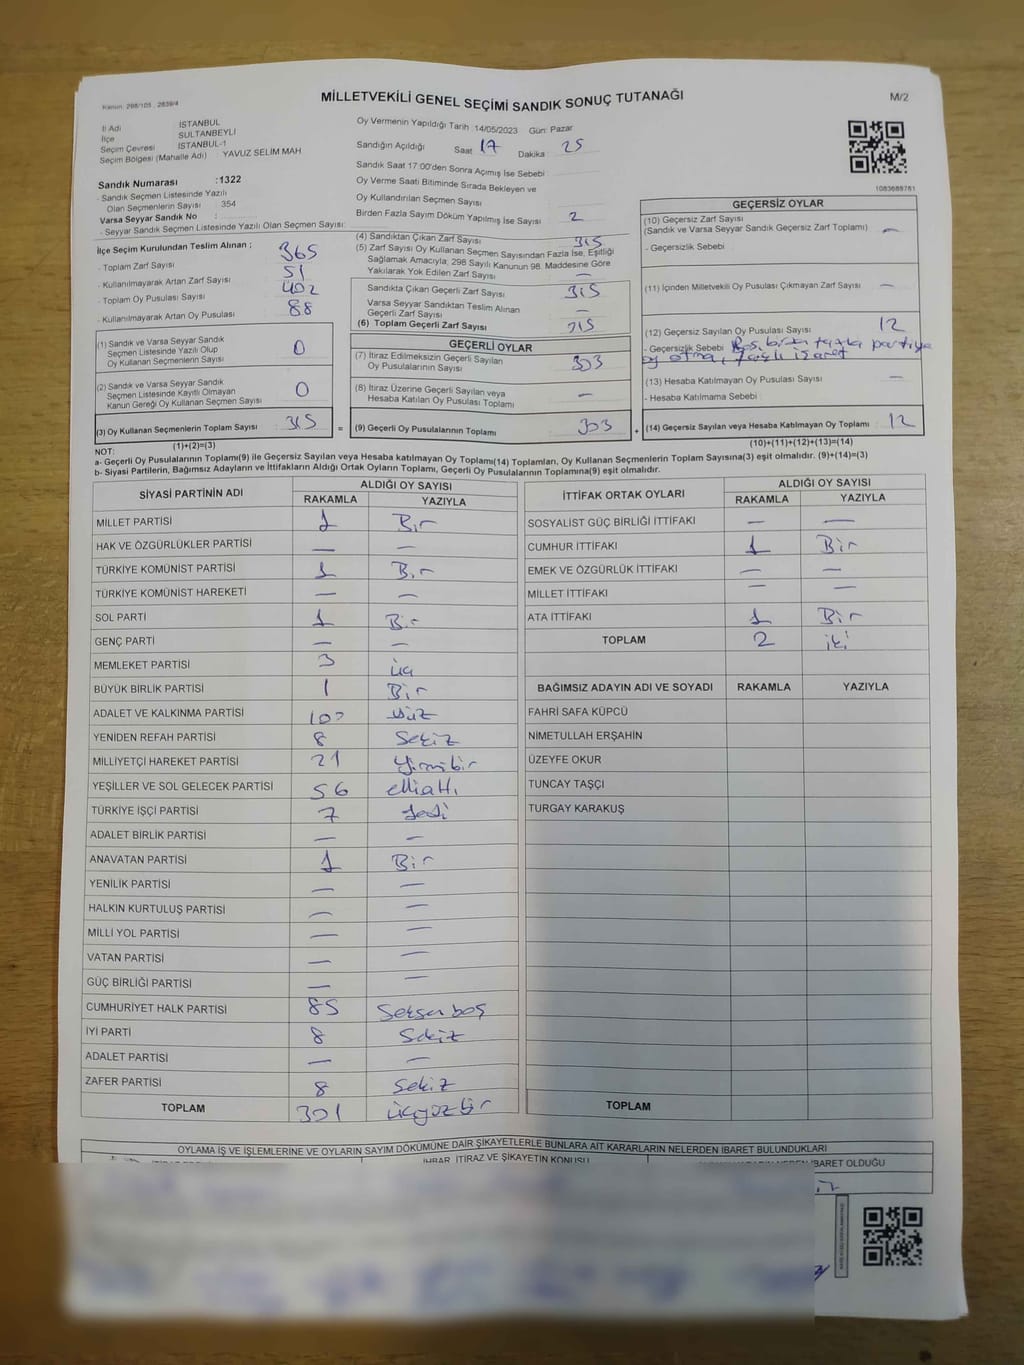 Kanun: 298/105 , 2839/4
MİLLETVEKİLİ GENEL SEÇİMİ SANDIK SONUÇ TUTANAĞI
M/2
İl Adı İSTANBUL
İlçe SULTANBEYLİ
Seçim Çevresi İSTANBUL-1
Seçim Bölgesi (Mahalle Adı) : YAVUZ SELİM MAH.
Sandık Numarası :1322
- Sandık Seçmen Listesinde Yazılı
Olan Seçmenlerin Sayısı : 354
Varsa Seyyar Sandık No :
- Seyyar Sandık Seçmen Listesinde Yazılı Olan Seçmen Sayısı:
Oy Vermenin Yapıldığı Tarih : 14/05/2023 Gün: Pazar
Sandığın Açıldığı Saat 17 Dakika : 25
Sandık Saat 17:00'den Sonra Açımış İse Sebebi :
Oy Verme Saati Bitiminde Sırada Bekleyen ve
Oy Kullandırılan Seçmen Sayısı
Birden Fazla Sayım Döküm Yapılmış İse Sayısı : 2
1083688761
İlçe Seçim Kurulundan Teslim Alınan :
- Toplam Zarf Sayısı : 365
- Kullanılmayarak Artan Zarf Sayısı : 51
- Toplam Oy Pusulası Sayısı : 402
- Kullanılmayarak Artan Oy Pusulası : 88
(1) Sandık ve Varsa Seyyar Sandık
Seçmen Listesinde Yazılı Olup
Oy Kullanan Seçmenlerin Sayısı : 0
(2) Sandık ve Varsa Seyyar Sandık
Seçmen Listesinde Kayıtlı Olmayan
Kanun Gereği Oy Kullanan Seçmen Sayısı : 0
(3) Oy Kullanan Seçmenlerin Toplam Sayısı : 315
(1)+(2)=(3)
(4) Sandıktan Çıkan Zarf Sayısı : 315
(5) Zarf Sayısı Oy Kullanan Seçmen Sayısından Fazla İse, Eşitliği
Sağlamak Amacıyla; 298 Sayılı Kanunun 98. Maddesine Göre
Yakılarak Yok Edilen Zarf Sayısı : —
Sandıkta Çıkan Geçerli Zarf Sayısı : 315
Varsa Seyyar Sandıktan Teslim Alınan
Geçerli Zarf Sayısı : —
(6) Toplam Geçerli Zarf Sayısı : 315
GEÇERLİ OYLAR
(7) İtiraz Edilmeksizin Geçerli Sayılan
Oy Pusulalarının Sayısı : 303
(8) İtiraz Üzerine Geçerli Sayılan veya
Hesaba Katılan Oy Pusulası Toplamı : —
= (9) Geçerli Oy Pusulalarının Toplamı : 303
GEÇERSİZ OYLAR
(10) Geçersiz Zarf Sayısı
(Sandık ve Varsa Seyyar Sandık Geçersiz Zarf Toplamı) : —
- Geçersizlik Sebebi :
(11) İçinden Milletvekili Oy Pusulası Çıkmayan Zarf Sayısı : —
(12) Geçersiz Sayılan Oy Pusulası Sayısı : 12
- Geçersizlik Sebebi : Boş, birden fazla partiye
oy atma,
(13) Hesaba Katılmayan Oy Pusulası Sayısı : —
- Hesaba Katılmama Sebebi :
+ (14) Geçersiz Sayılan veya Hesaba Katılmayan Oy Toplamı : 12
(10)+(11)+(12)+(13)=(14)
NOT:
a- Geçerli Oy Pusulasının Toplamı(9) ile Geçersiz Sayılan veya Hesaba katılmayan Oy Toplamı(14) Toplamları, Oy Kullanan Seçmenlerin Toplam Sayısına(3) eşit olmalıdır. (9)+(14)=(3)
b- Siyasi Partilerin, Bağımsız Adayların ve İttifakların Aldığı Ortak Oyların Toplamı, Geçerli Oy Pusulalarının Toplamına(9) eşit olmalıdır.
SİYASİ PARTİNİN ADI ALDIĞI OY SAYISI
RAKAMLA YAZIYLA
MİLLET PARTİSİ 1 Bir
HAK VE ÖZGÜRLÜKLER PARTİSİ — —
TÜRKİYE KOMÜNİST PARTİSİ 1 Bir
TÜRKİYE KOMÜNİST HAREKETİ — —
SOL PARTİ 1 Bir
GENÇ PARTİ — —
MEMLEKET PARTİSİ 3 üç
BÜYÜK BİRLİK PARTİSİ 1 Bir
ADALET VE KALKINMA PARTİSİ yüz
YENİDEN REFAH PARTİSİ 8 Sekiz
MİLLİYETÇİ HAREKET PARTİSİ 21 Yirmibir
YEŞİLLER VE SOL GELECEK PARTİSİ 56 elliAltı
TÜRKİYE İŞÇİ PARTİSİ 7 Yedi
ADALET BİRLİK PARTİSİ — —
ANAVATAN PARTİSİ 1 Bir
YENİLİK PARTİSİ — —
HALKIN KURTULUŞ PARTİSİ — —
MİLLİ YOL PARTİSİ — —
VATAN PARTİSİ — —
GÜÇ BİRLİĞİ PARTİSİ — —
CUMHURİYET HALK PARTİSİ 85 Seksenbeş
İYİ PARTİ 8 Sekiz
ADALET PARTİSİ — —
ZAFER PARTİSİ 8 Sekiz
TOPLAM 301 üçyüzbir
İTTİFAK ORTAK OYLARI ALDIĞI OY SAYISI
RAKAMLA YAZIYLA
SOSYALİST GÜÇ BİRLİĞİ İTTİFAKI — —
CUMHUR İTTİFAKI 1 Bir
EMEK VE ÖZGÜRLÜK İTTİFAKI — —
MİLLET İTTİFAKI — —
ATA İTTİFAKI 1 Bir
TOPLAM 2 iki
BAĞIMSIZ ADAYIN ADI VE SOYADI RAKAMLA YAZIYLA
FAHRİ SAFA KÜPCÜ
NİMETULLAH ERŞAHİN
ÜZEYFE OKUR
TUNCAY TAŞÇI
TURGAY KARAKUŞ
TOPLAM
OYLAMA İŞ VE İŞLEMLERİNE VE OYLARIN SAYIM DÖKÜMÜNE DAİR ŞİKAYETLERLE BUNLARA AİT KARARLARIN NELERDEN İBARET BULUNDUKLARI
İHBAR, İTİRAZ VE ŞİKAYETİN KONUSU
İBARET OLDUĞU